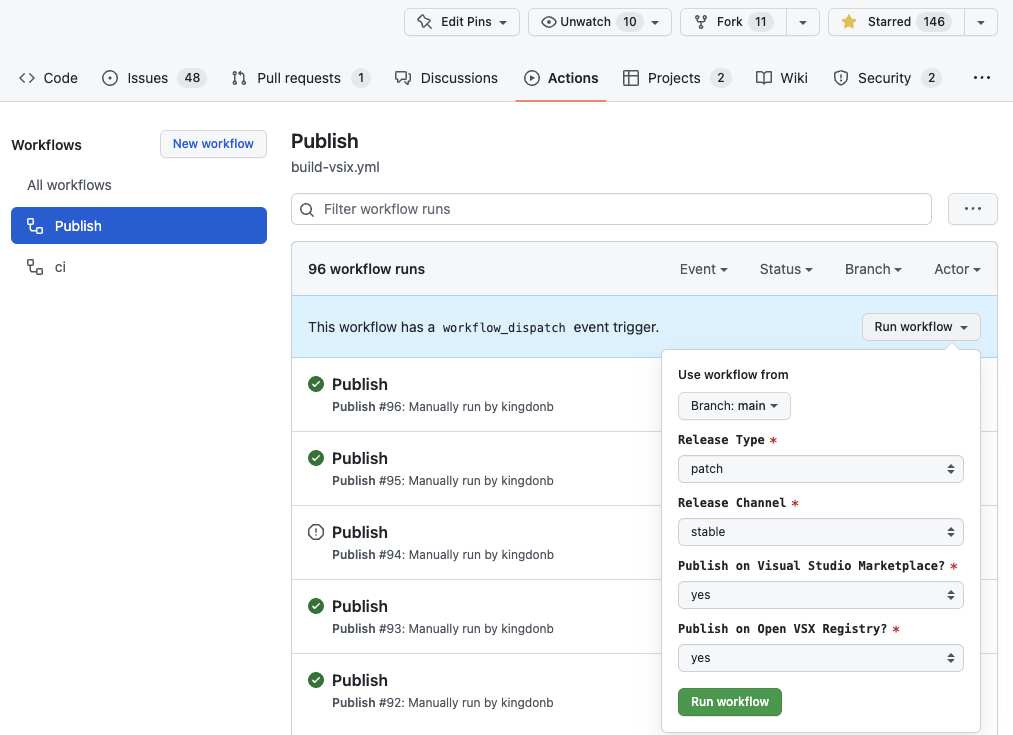 Edit Pins
Unwatch 10
Fork 11
Starred 146
Code
Issues 48
Pull requests 1
Discussions
Actions
Projects 2
Wiki
Security 2
Workflows
New workflow
All workflows
Publish
ci
Publish
build-vsix.yml
Filter workflow runs
96 workflow runs
Event
Status
Branch
Actor
This workflow has a workflow_dispatch event trigger.
Run workflow
Publish
Publish #96: Manually run by kingdonb
Publish
Publish #95: Manually run by kingdonb
Publish
Publish #94: Manually run by kingdonb
Publish
Publish #93: Manually run by kingdonb
Publish
Publish #92: Manually run by kingdonb
Use workflow from
Branch: main
Release Type *
patch
Release Channel *
stable
Publish on Visual Studio Marketplace? *
yes
Publish on Open VSX Registry? *
yes
Run workflow